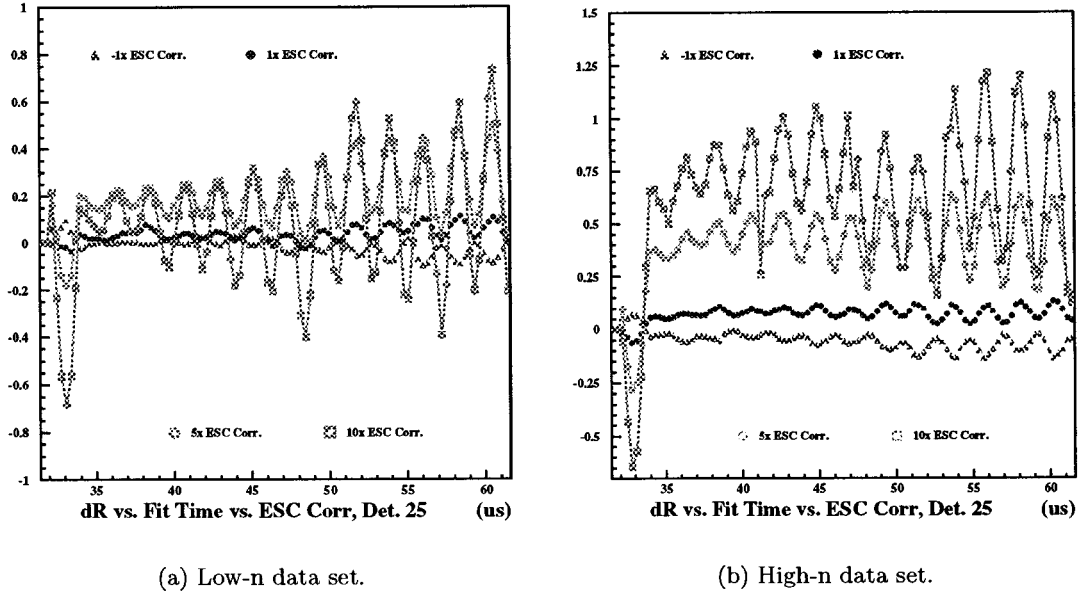 1
0.8
0.6
0.4
0.2
0
-0.2
-0.4
-0.6
-0.8
-1
-1x ESC Corr.
1x ESC Corr.
5x ESC Corr.
10x ESC Corr.
35 40 45 50 55 60
dR vs. Fit Time vs. ESC Corr, Det. 25 (us)
(a) Low-n data set.
1.5
1.25
1
0.75
0.5
0.25
0
-0.25
-0.5
-1x ESC Corr.
1x ESC Corr.
5x ESC Corr.
10x ESC Corr.
35 40 45 50 55 60
dR vs. Fit Time vs. ESC Corr, Det. 25 (us)
(b) High-n data set.